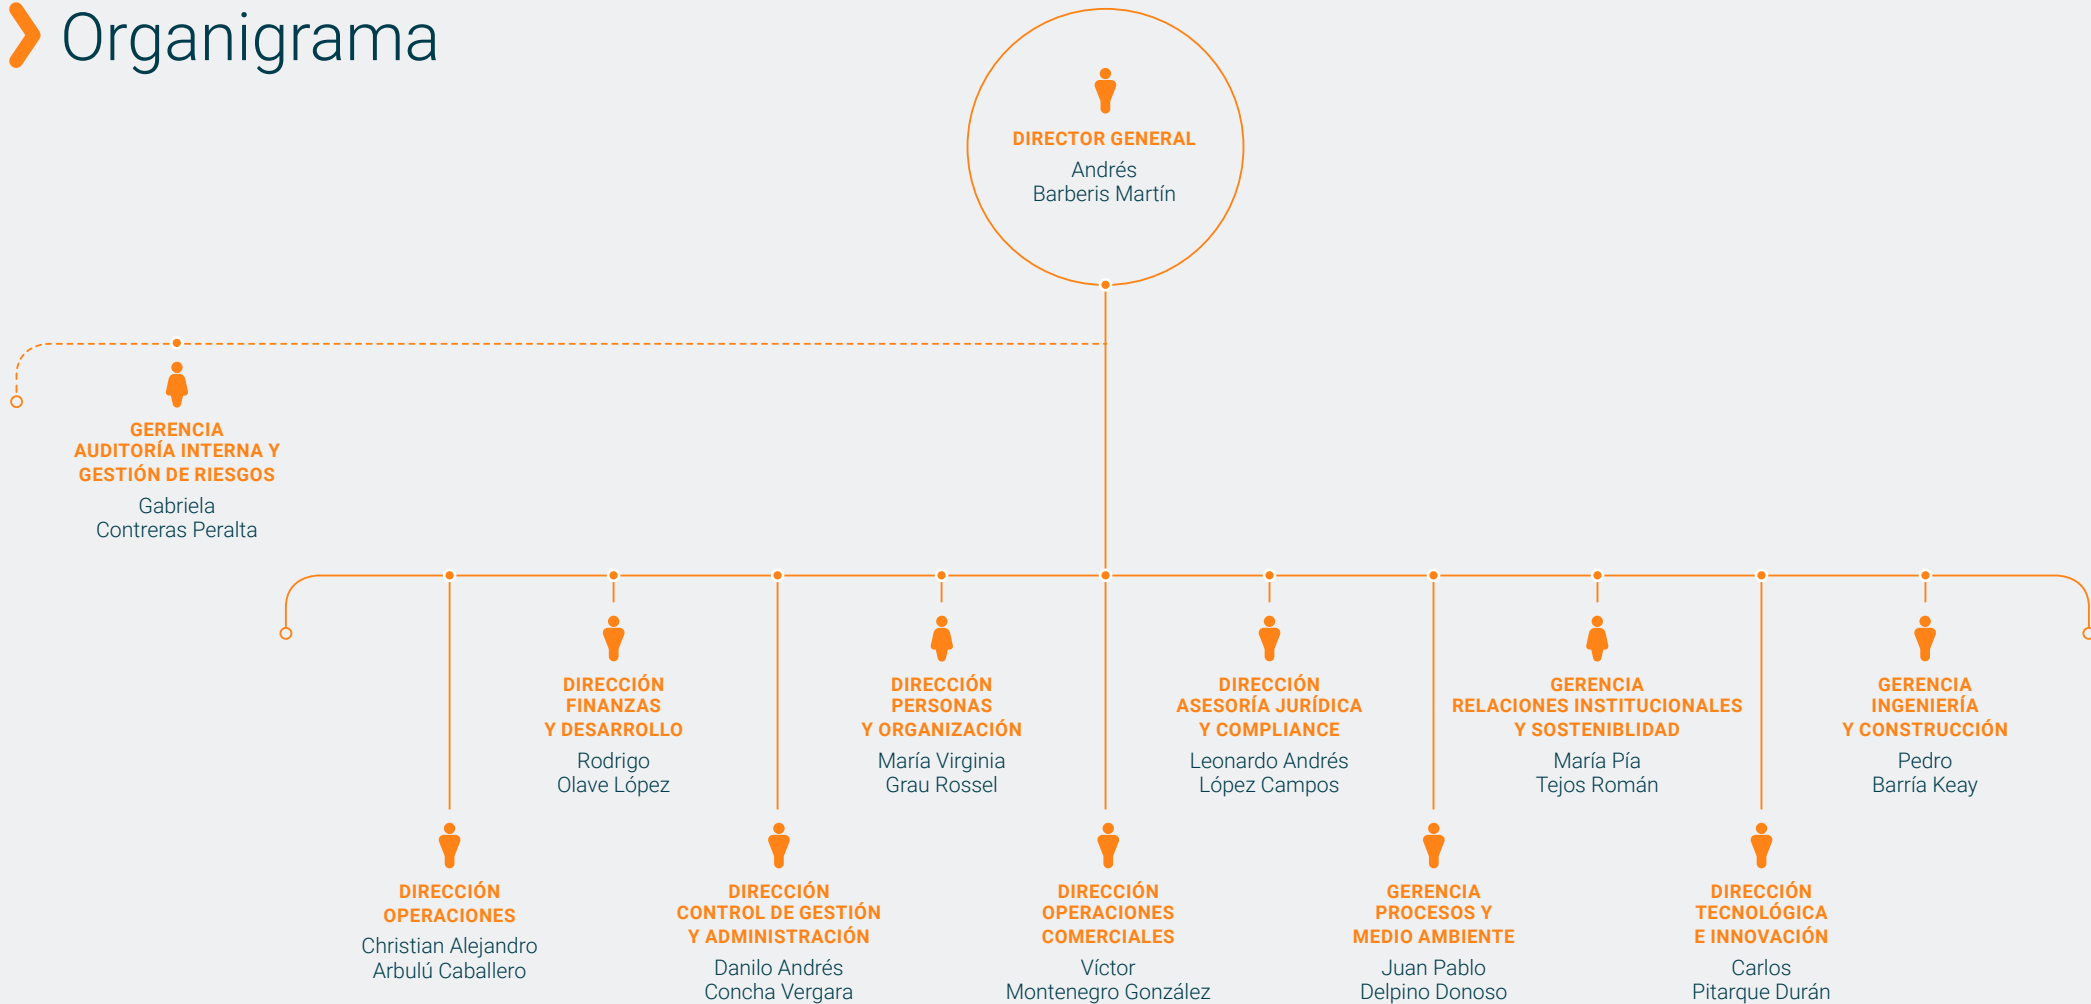 Organigrama
DIRECTOR GENERAL
Andrés
Barberis Martín
GERENCIA
AUDITORÍA INTERNA Y
GESTIÓN DE RIESGOS
Gabriela
Contreras Peralta
DIRECCIÓN
FINANZAS
Y DESARROLLO
Rodrigo
Olave López
DIRECCIÓN
PERSONAS
Y ORGANIZACIÓN
María Virginia
Grau Rossel
DIRECCIÓN
ASESORÍA JURÍDICA
Y COMPLIANCE
Leonardo Andrés
López Campos
GERENCIA
RELACIONES INSTITUCIONALES
Y SOSTENIBLIDAD
María Pía
Tejos Román
GERENCIA
INGENIERÍA
Y CONSTRUCCIÓN
Pedro
Barría Keay
DIRECCIÓN
OPERACIONES
Christian Alejandro
Arbulú Caballero
DIRECCIÓN
CONTROL DE GESTIÓN
Y ADMINISTRACIÓN
Danilo Andrés
Concha Vergara
DIRECCIÓN
OPERACIONES
COMERCIALES
Víctor
Montenegro González
GERENCIA
PROCESOS Y
MEDIO AMBIENTE
Juan Pablo
Delpino Donoso
DIRECCIÓN
TECNOLÓGICA
E INNOVACIÓN
Carlos
Pitarque Durán